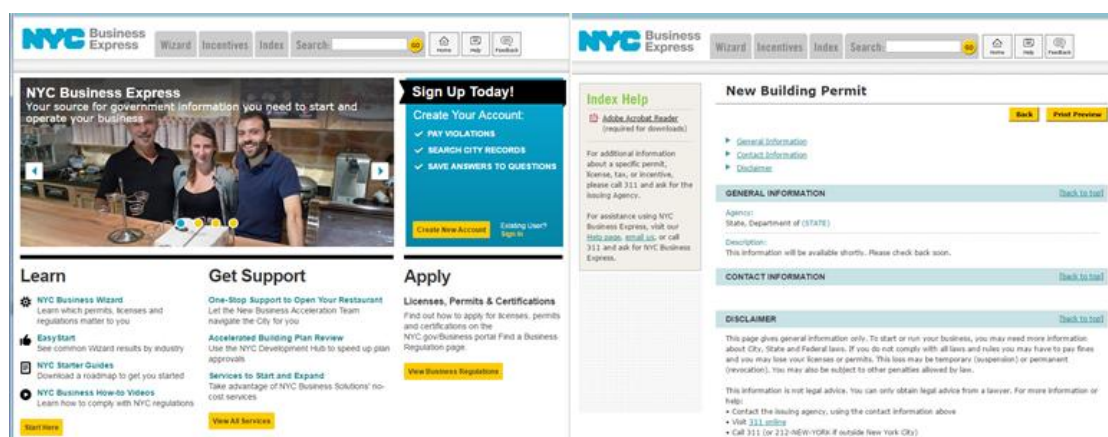 NYC Business
Express
Wizard Incentives Index Search: GO Home Help Feedback
NYC Business Express
Your source for government information you need to start and
operate your business
Sign Up Today!
Create Your Account:
PAY VIOLATIONS
SEARCH CITY RECORDS
SAVE ANSWERS TO QUESTIONS
Create New Account
Existing User?
Sign In
Learn
NYC Business Wizard
Learn which permits, licenses and
regulations matter to you
EasyStart
See common Wizard results by industry
NYC Starter Guides
Download a roadmap to get you started
NYC Business How-to Videos
Learn how to comply with NYC regulations
Start Here
Get Support
One-Stop Support to Open Your Restaurant
Let the New Business Acceleration Team
navigate the City for you
Accelerated Building Plan Review
Use the NYC Development Hub to speed up plan
approvals
Services to Start and Expand
Take advantage of NYC Business Solutions' no-
cost services
View All Services
Apply
Licenses, Permits & Certifications
Find out how to apply for licenses, permits
and certifications on the
NYC.gov/Business portal Find a Business
Regulation page.
View Business Regulations
NYC Business
Express
Wizard Incentives Index Search: GO Home Help Feedback
Index Help
Adobe Acrobat Reader
(required for downloads)
For additional information
about a specific permit,
license, tax, or incentive,
please call 311 and ask for the
issuing Agency.
For assistance using NYC
Business Express, visit our
Help page, email us, or call
311 and ask for NYC Business
Express.
New Building Permit
Back Print Preview
General Information
Contact Information
Disclaimer
GENERAL INFORMATION [back to top]
Agency:
State, Department of (STATE)
Description:
This information will be available shortly. Please check back soon.
CONTACT INFORMATION [back to top]
DISCLAIMER [back to top]
This page gives general information only. To start or run your business, you may need more information
about City, State and Federal laws. If you do not comply with all laws and rules you may have to pay fines
and you may lose your licenses or permits. This loss may be temporary (suspension) or permanent
(revocation). You may also be subject to other penalties allowed by law.
This information is not legal advice. You can only obtain legal advice from a lawyer. For more information or
help:
• Contact the issuing agency, using the contact information above
• Visit 311 online
• Call 311 (or 212-NEW-YORK if outside New York City)